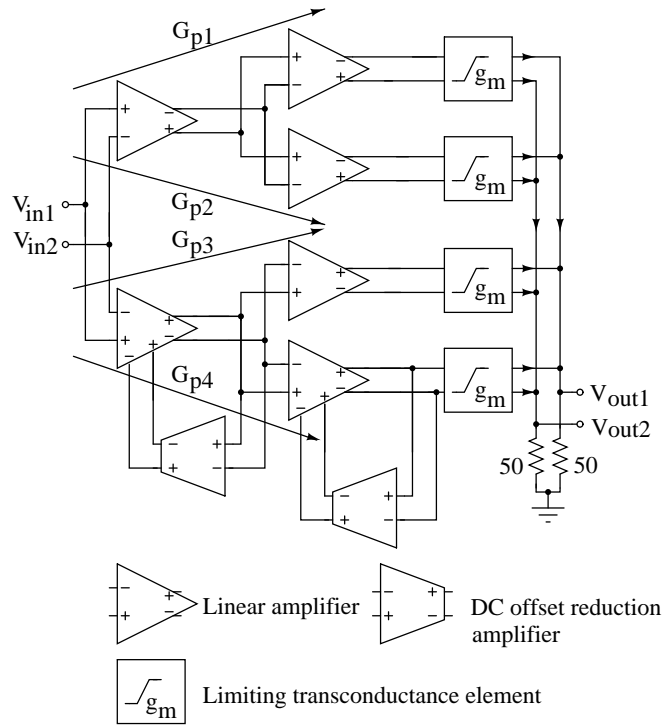 G_p1
+ − − +
g_m
+ − − +
g_m
+ − − +
g_m
V_in1
V_in2
G_p2
G_p3
− + + −
g_m
− + + −
− +
− + + −
− +
g_m
G_p4
− + + −
− + + −
V_out1
V_out2
50 50
− + + −
Linear amplifier
− + + −
DC offset reduction
amplifier
g_m
Limiting transconductance element